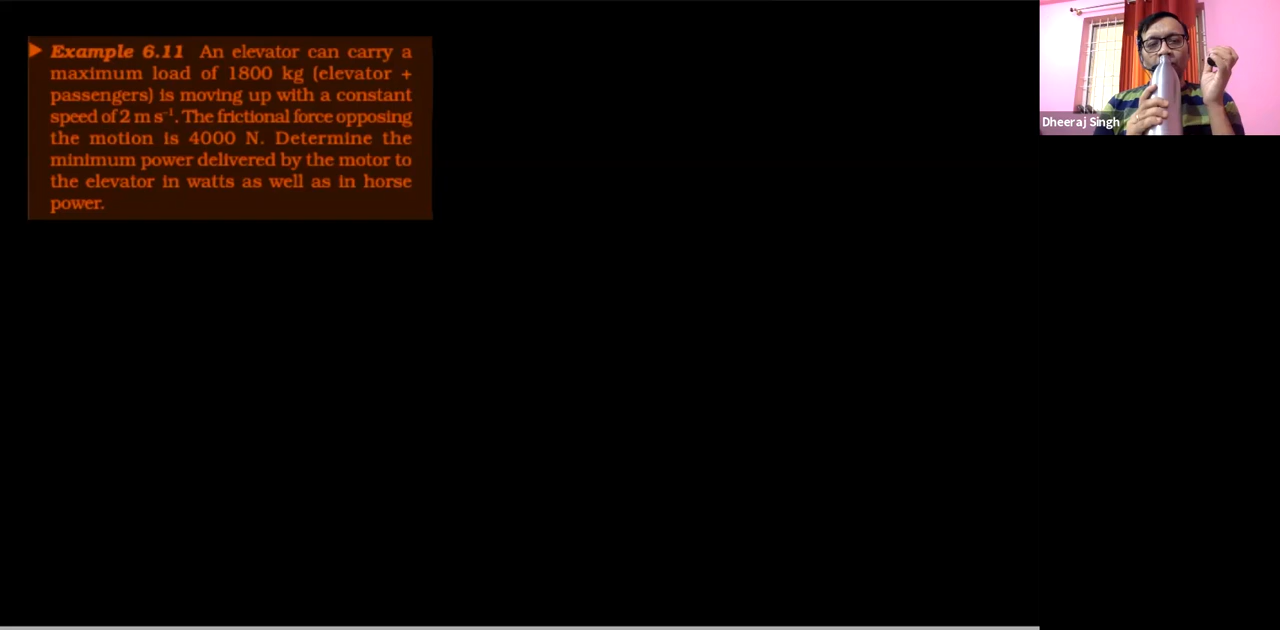 Example 6.11 An elevator can carry a
maximum load of 1800 kg (elevator +
passengers) is moving up with a constant
speed of 2 m s⁻¹. The frictional force opposing
the motion is 4000 N. Determine the
minimum power delivered by the motor to
the elevator in watts as well as in horse
power.
Dheeraj Singh